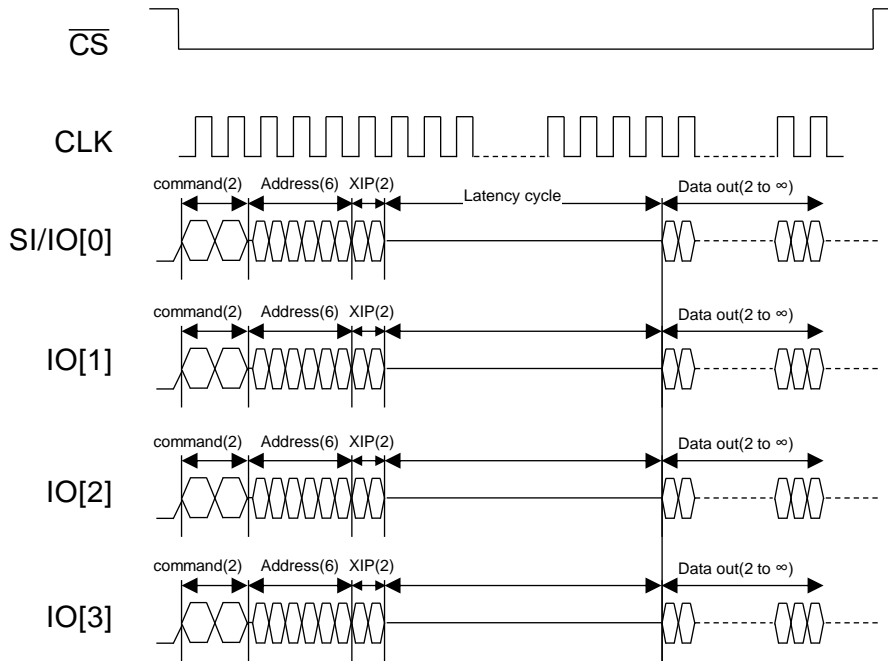 CS
CLK
command(2) Address(6) XIP(2) Latency cycle Data out(2 to ∞)
SI/IO[0]
command(2) Address(6) XIP(2) Data out(2 to ∞)
IO[1]
command(2) Address(6) XIP(2) Data out(2 to ∞)
IO[2]
command(2) Address(6) XIP(2) Data out(2 to ∞)
IO[3]